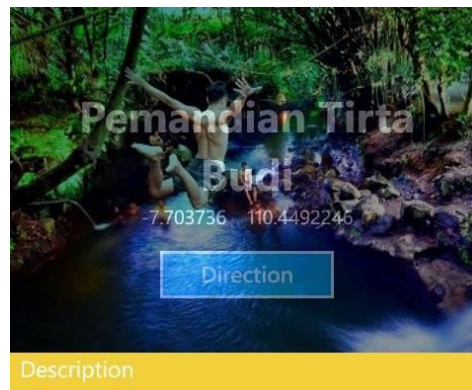 Pemandian Tirta
Budi
-7.703736 110.4492246
Direction
Description